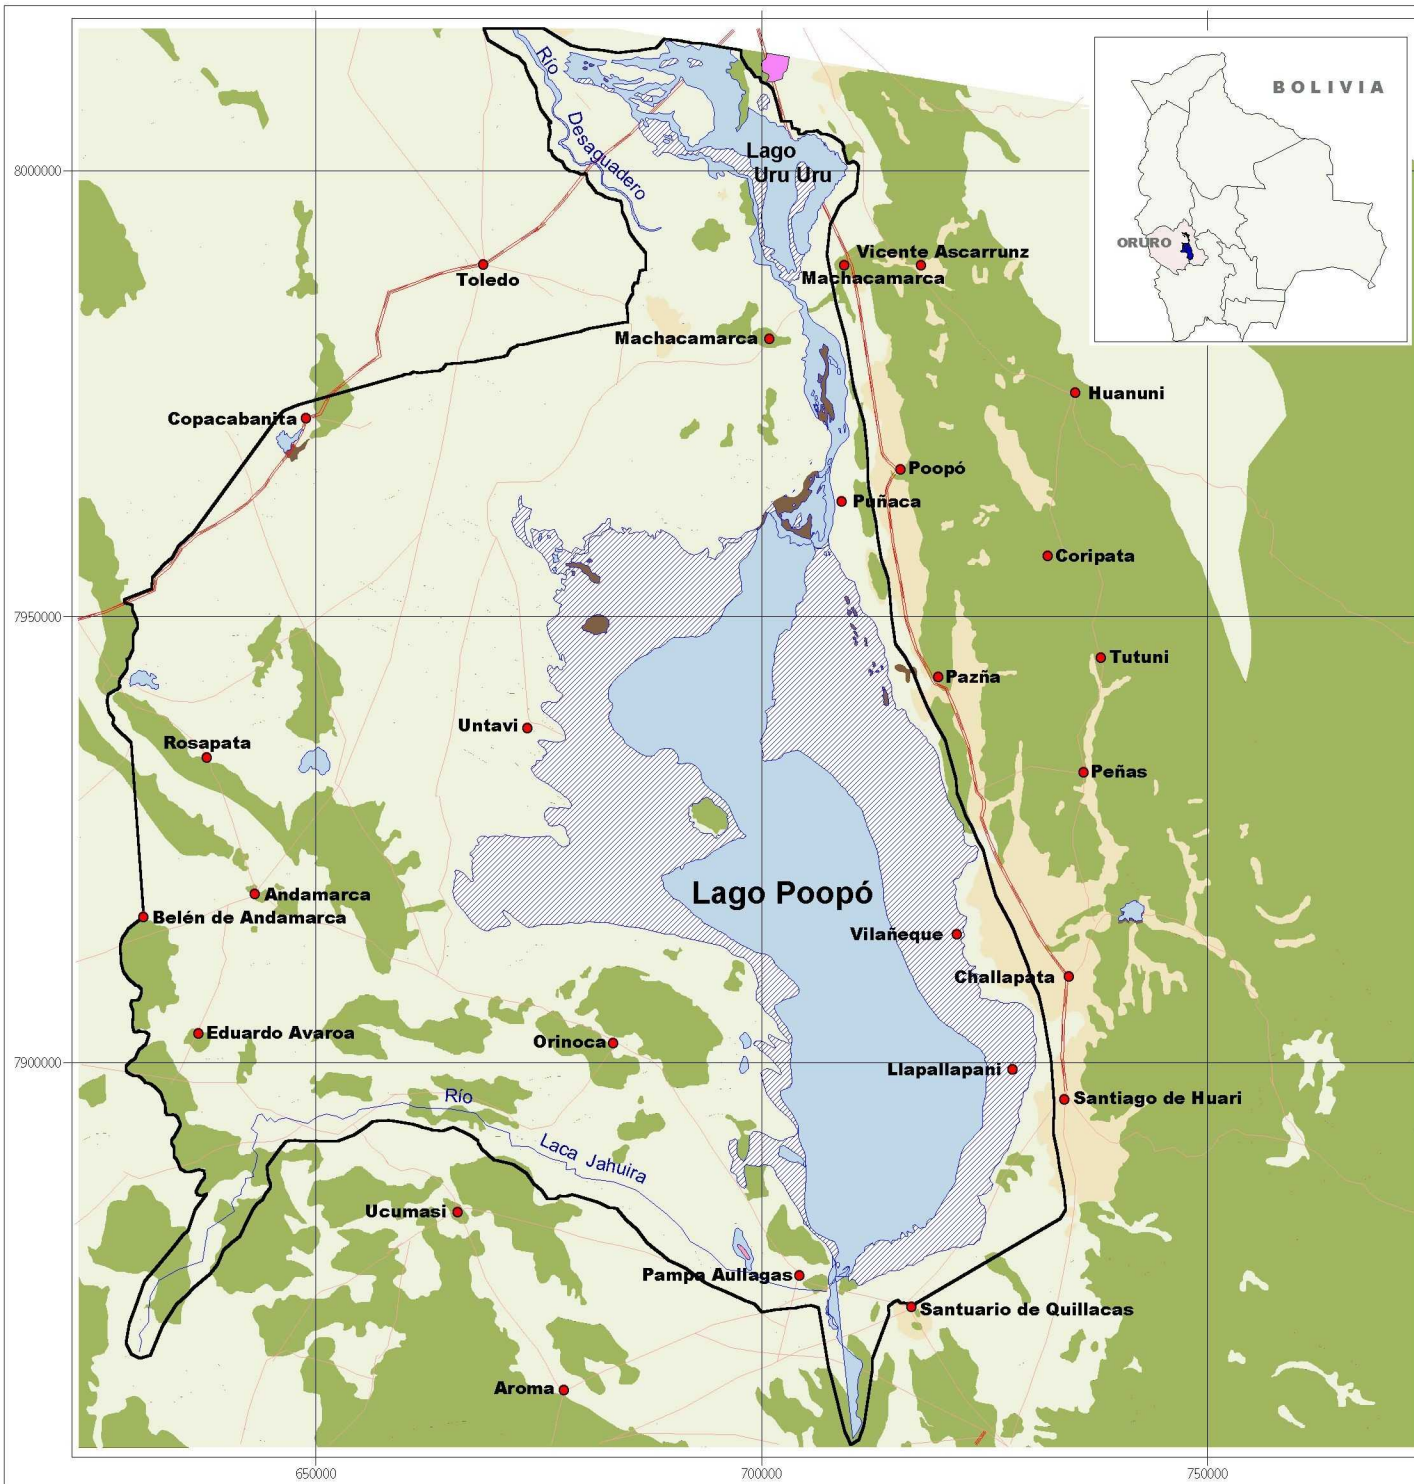 BOLIVIA
ORURO
Río
Desaguadero
Lago
Uru Uru
8000000
Vicente Ascarrunz
Machacamarca
Toledo
Machacamarca
Huanuni
Copacabanita
Poopó
Puñaca
Coripata
7950000
Tutuni
Pazña
Untavi
Rosapata
Peñas
Lago Poopó
Andamarca
Belén de Andamarca
Vilañeque
Challapata
Eduardo Avaroa
Orinoca
7900000
Llapallapani
Río
Santiago de Huari
Laca Jahuira
Ucumasi
Pampa Aullagas
Santuario de Quillacas
Aroma
650000
700000
750000